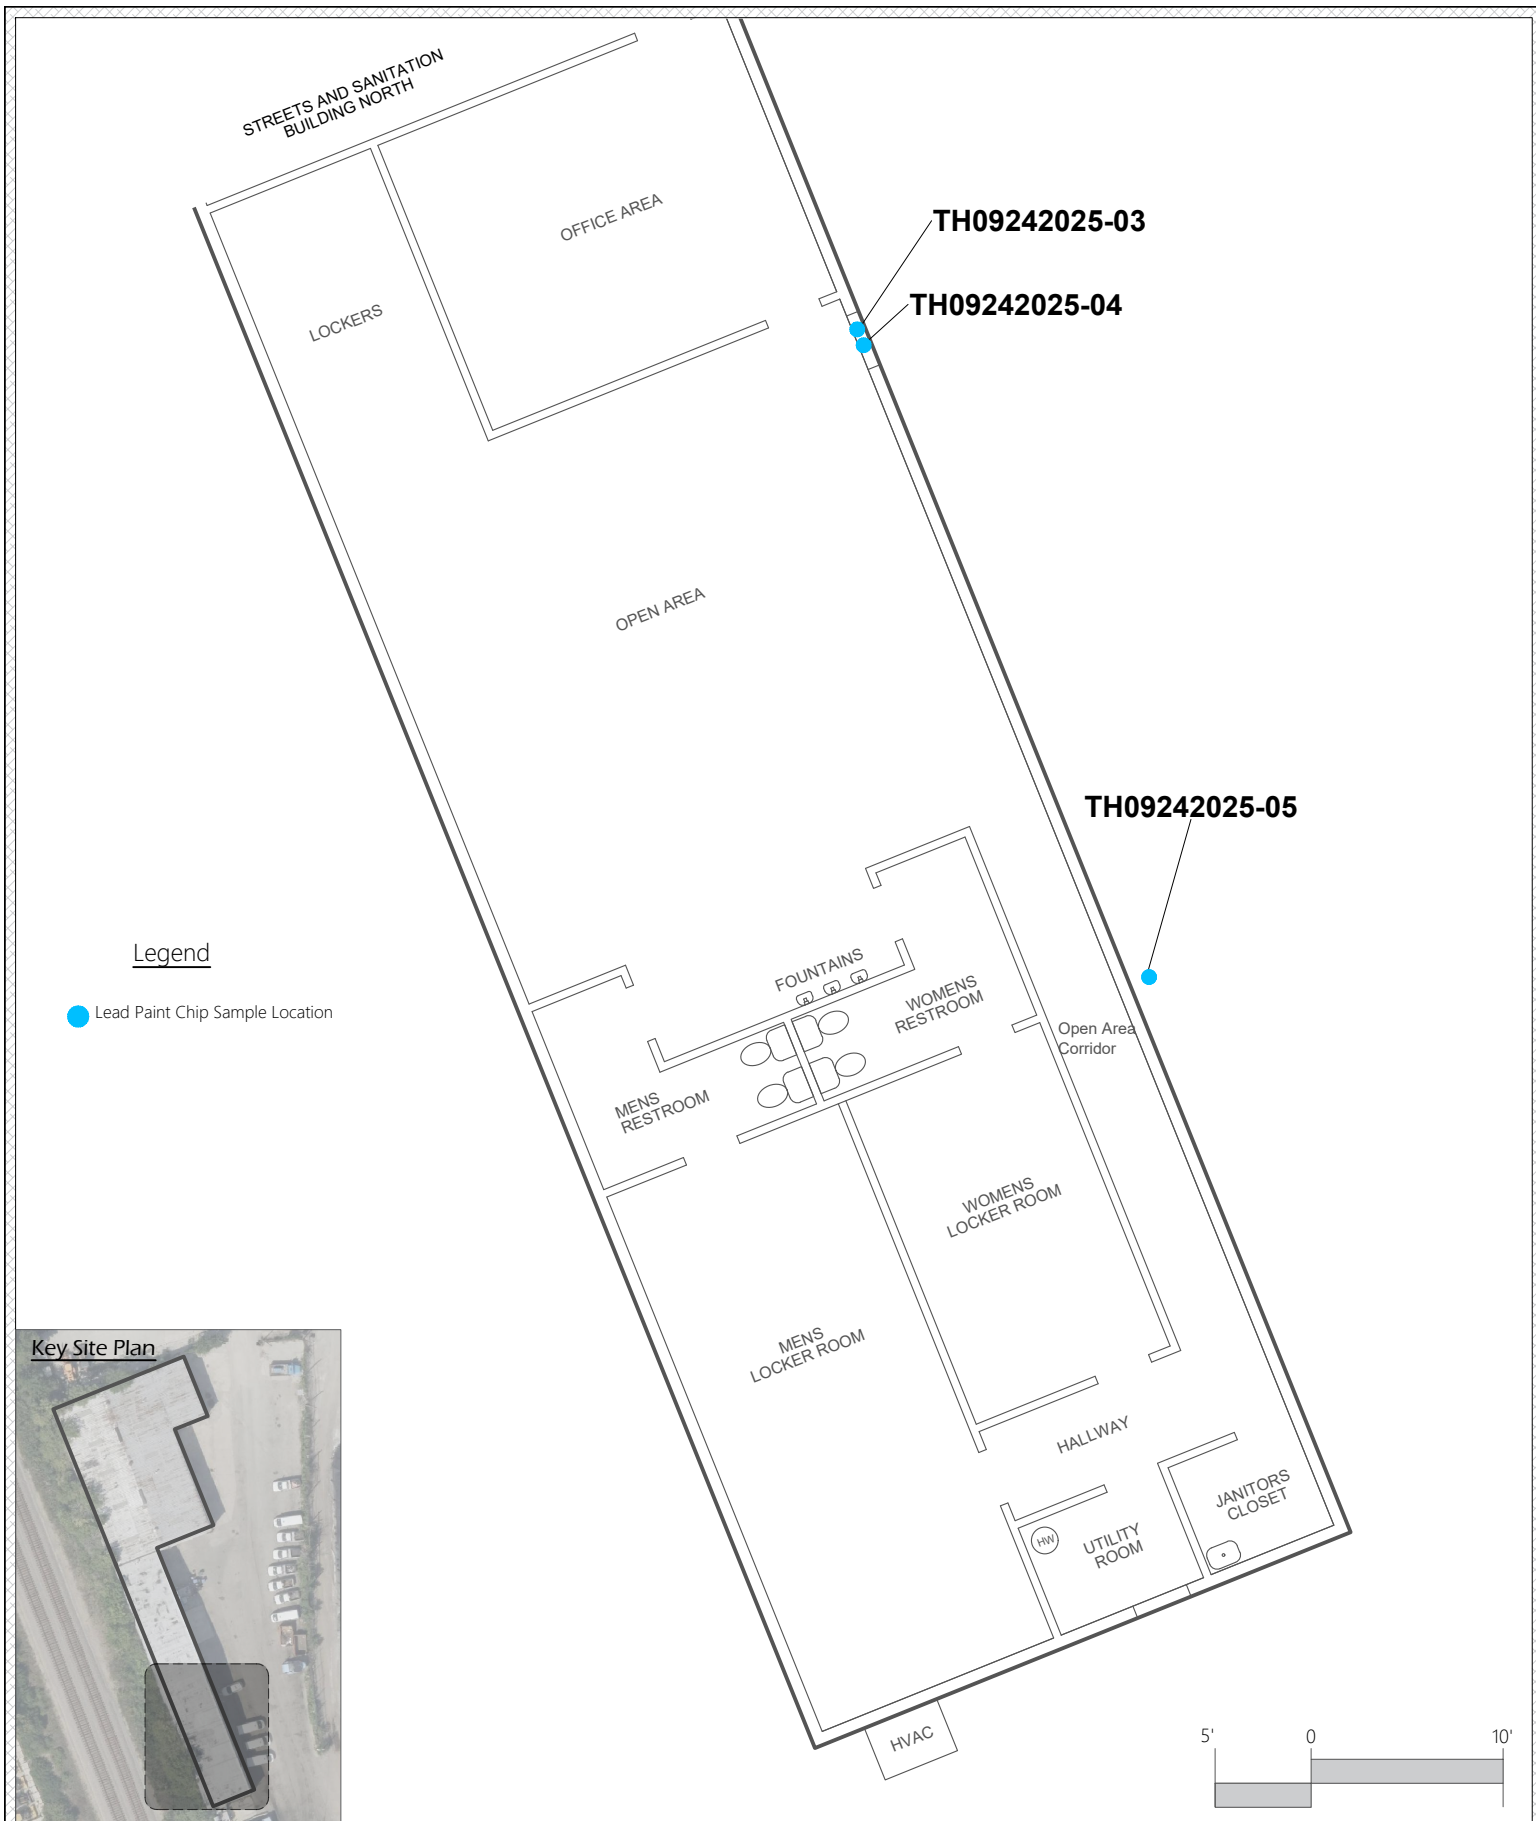 STREETS AND SANITATION
BUILDING NORTH
OFFICE AREA
LOCKERS
TH09242025-03
TH09242025-04
OPEN AREA
TH09242025-05
Legend
Lead Paint Chip Sample Location
FOUNTAINS
WOMENS
RESTROOM
Open Area
Corridor
MENS
RESTROOM
WOMENS
LOCKER ROOM
MENS
LOCKER ROOM
HALLWAY
JANITORS
CLOSET
HW
UTILITY
ROOM
HVAC
Key Site Plan
5' 0 10'